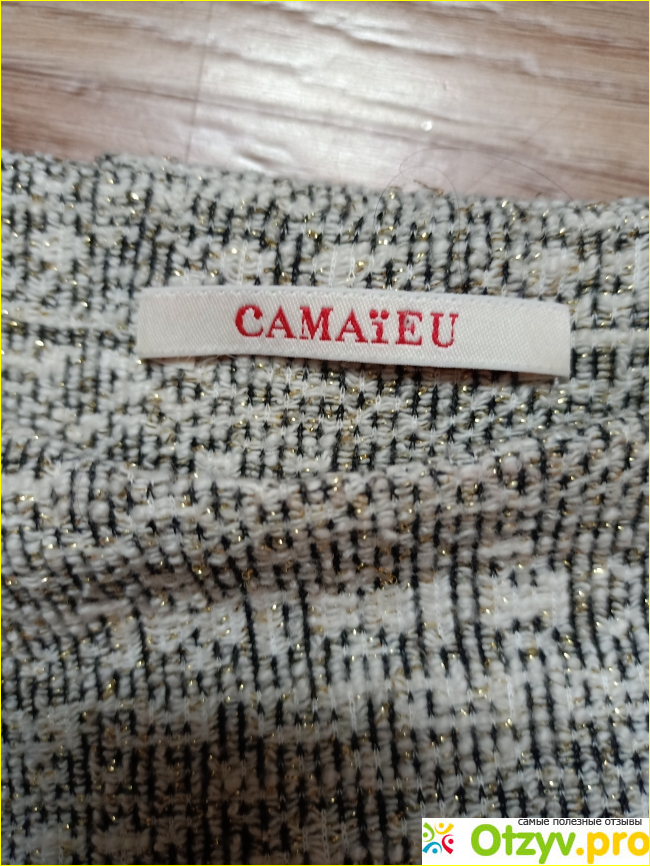 CAMAïEU
самые полезные отзывы
Otzyv.pro